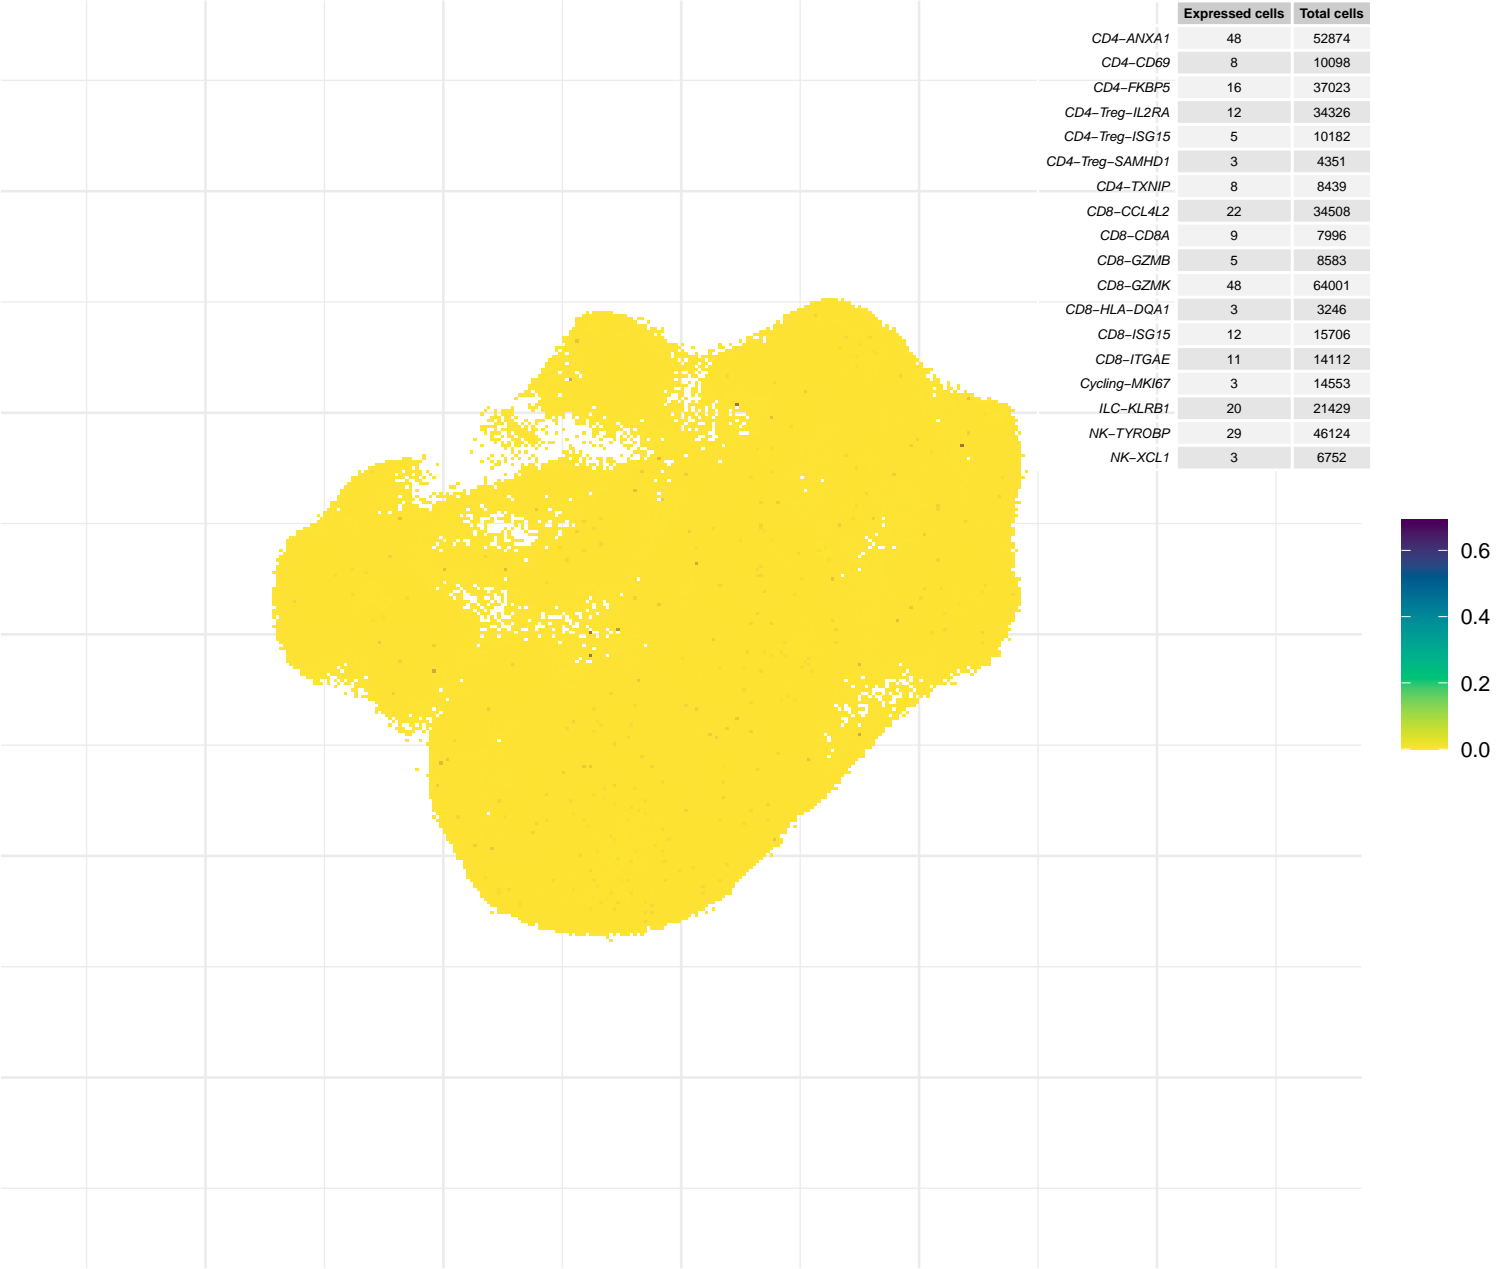 Expressed cells Total cells
CD4−ANXA1 48 52874
CD4−CD69 8 10098
CD4−FKBP5 16 37023
CD4−Treg−IL2RA 12 34326
CD4−Treg−ISG15 5 10182
CD4−Treg−SAMHD1 3 4351
CD4−TXNIP 8 8439
CD8−CCL4L2 22 34508
CD8−CD8A 9 7996
CD8−GZMB 5 8583
CD8−GZMK 48 64001
CD8−HLA−DQA1 3 3246
CD8−ISG15 12 15706
CD8−ITGAE 11 14112
Cycling−MKI67 3 14553
ILC−KLRB1 20 21429
NK−TYROBP 29 46124
NK−XCL1 3 6752
0.6
0.4
0.2
0.0